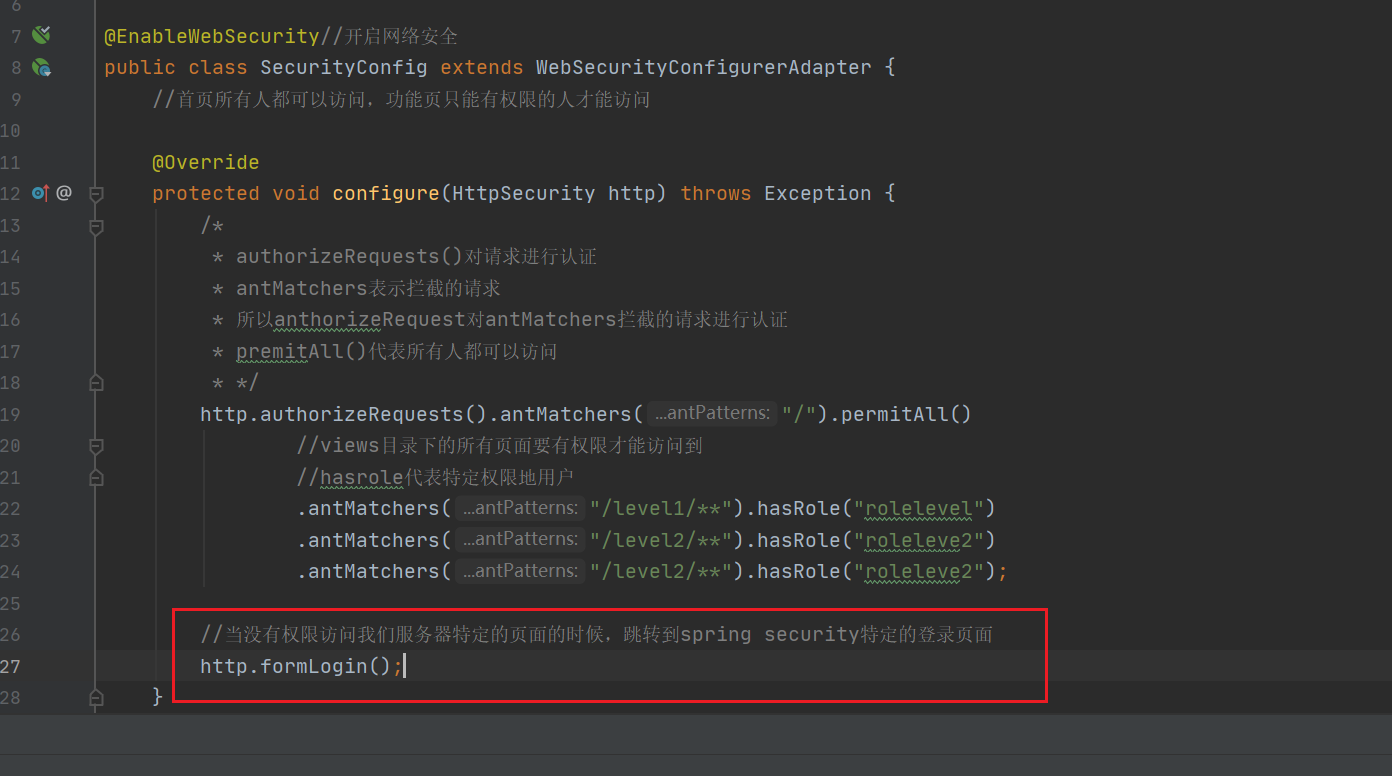 6
7 @EnableWebSecurity//开启网络安全
8 public class SecurityConfig extends WebSecurityConfigurerAdapter {
9 //首页所有人都可以访问，功能页只能有权限的人才能访问
10
11 @Override
12 @ protected void configure(HttpSecurity http) throws Exception {
13 /*
14 * authorizeRequests()对请求进行认证
15 * antMatchers表示拦截的请求
16 * 所以anthorizeRequest对antMatchers拦截的请求进行认证
17 * premitAll()代表所有人都可以访问
18 * */
19 http.authorizeRequests().antMatchers( ...antPatterns: "/").permitAll()
20 //views目录下的所有页面要有权限才能访问到
21 //hasrole代表特定权限地用户
22 .antMatchers( ...antPatterns: "/level1/**").hasRole("rolelevel")
23 .antMatchers( ...antPatterns: "/level2/**").hasRole("roleleve2")
24 .antMatchers( ...antPatterns: "/level2/**").hasRole("roleleve2");
25
26 //当没有权限访问我们服务器特定的页面的时候，跳转到spring security特定的登录页面
27 http.formLogin();
28 }